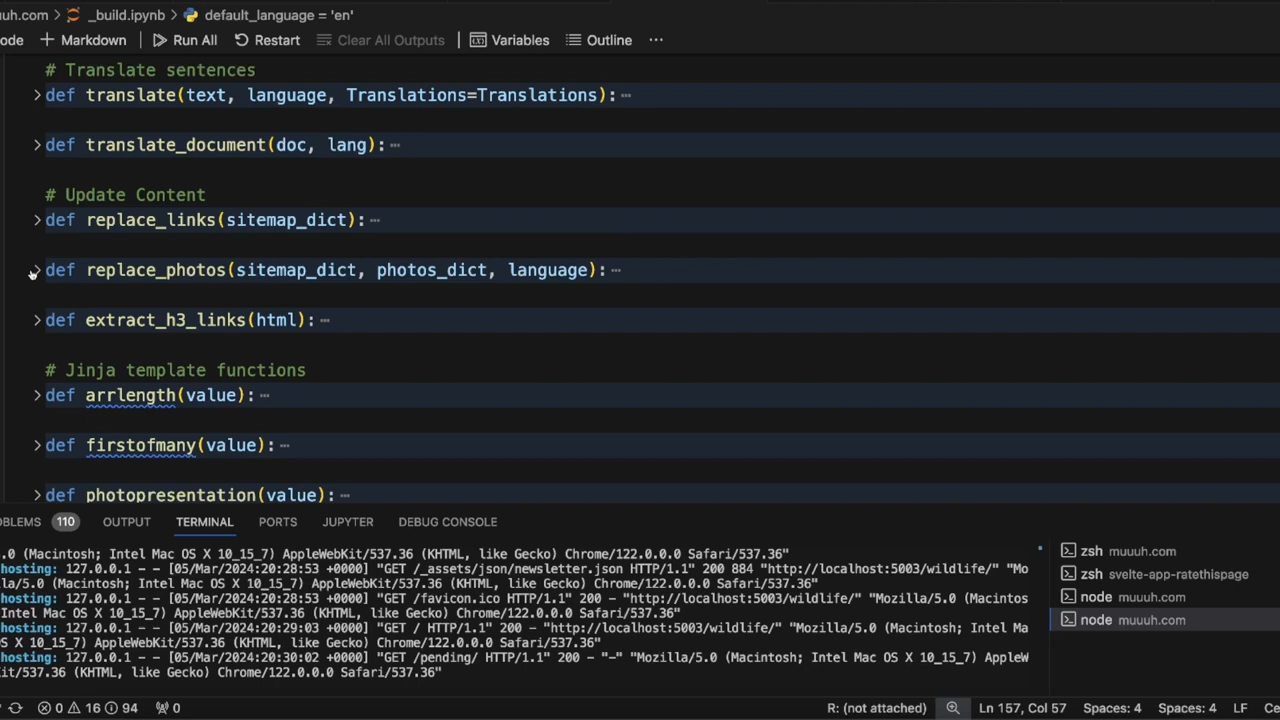 uuh.com > _build.ipynb > default_language = 'en'
ode + Markdown Run All Restart Clear All Outputs Variables Outline ···
# Translate sentences
def translate(text, language, Translations=Translations): ···
def translate_document(doc, lang): ···
# Update Content
def replace_links(sitemap_dict): ···
def replace_photos(sitemap_dict, photos_dict, language): ···
def extract_h3_links(html): ···
# Jinja template functions
def arrlength(value): ···
def firstofmany(value): ···
def photopresentation(value): ···
OBLEMS 110 OUTPUT TERMINAL PORTS JUPYTER DEBUG CONSOLE
.0 (Macintosh; Intel Mac OS X 10_15_7) AppleWebKit/537.36 (KHTML, like Gecko) Chrome/122.0.0.0 Safari/537.36"
hosting: 127.0.0.1 - - [05/Mar/2024:20:28:53 +0000] "GET /_assets/json/newsletter.json HTTP/1.1" 200 884 "http://localhost:5003/wildlife/" "Mo
la/5.0 (Macintosh; Intel Mac OS X 10_15_7) AppleWebKit/537.36 (KHTML, like Gecko) Chrome/122.0.0.0 Safari/537.36"
hosting: 127.0.0.1 - - [05/Mar/2024:20:28:53 +0000] "GET /favicon.ico HTTP/1.1" 200 - "http://localhost:5003/wildlife/" "Mozilla/5.0 (Macintos
Intel Mac OS X 10_15_7) AppleWebKit/537.36 (KHTML, like Gecko) Chrome/122.0.0.0 Safari/537.36"
hosting: 127.0.0.1 - - [05/Mar/2024:20:29:03 +0000] "GET / HTTP/1.1" 200 - "http://localhost:5003/wildlife/" "Mozilla/5.0 (Macintosh; Intel Ma
S X 10_15_7) AppleWebKit/537.36 (KHTML, like Gecko) Chrome/122.0.0.0 Safari/537.36"
hosting: 127.0.0.1 - - [05/Mar/2024:20:30:02 +0000] "GET /pending/ HTTP/1.1" 200 - "-" "Mozilla/5.0 (Macintosh; Intel Mac OS X 10_15_7) AppleW
it/537.36 (KHTML, like Gecko) Chrome/122.0.0.0 Safari/537.36"
zsh muuuh.com
zsh svelte-app-ratethispage
node muuuh.com
node muuuh.com
0 16 94 0 R: (not attached) Ln 157, Col 57 Spaces: 4 Spaces: 4 LF Ce